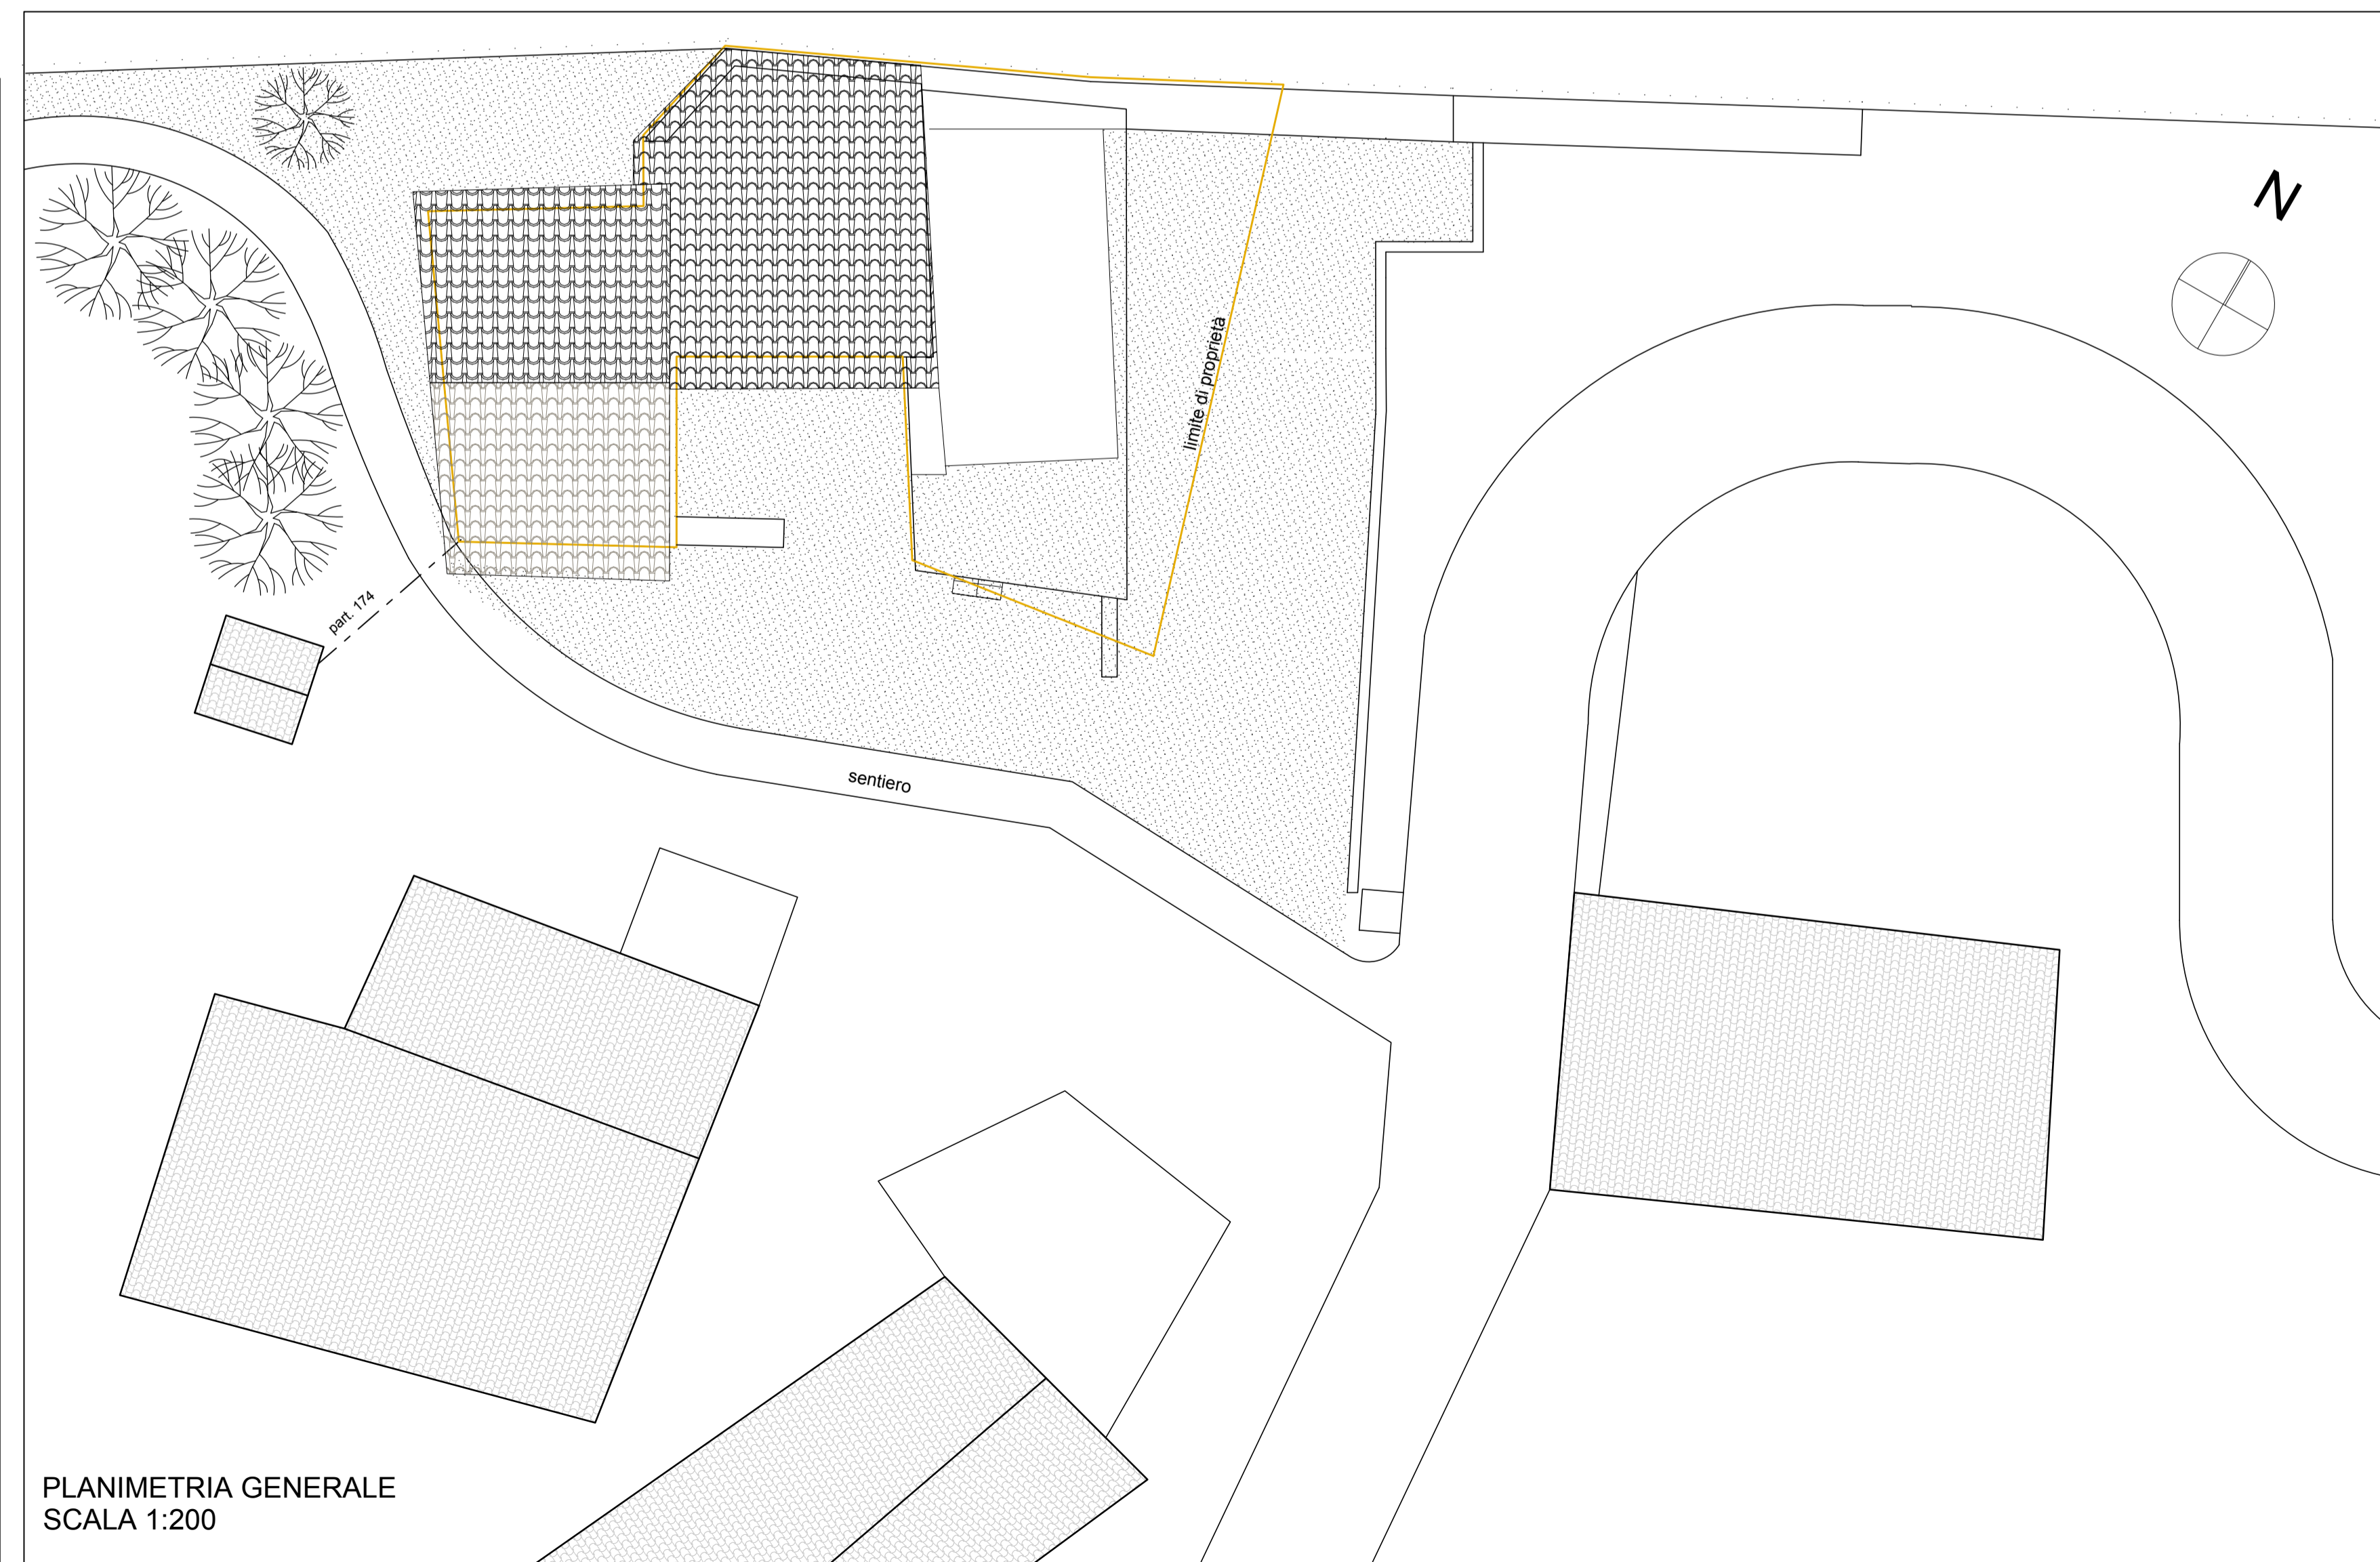 N
limite di proprietà
part. 174
sentiero
PLANIMETRIA GENERALE
SCALA 1:200